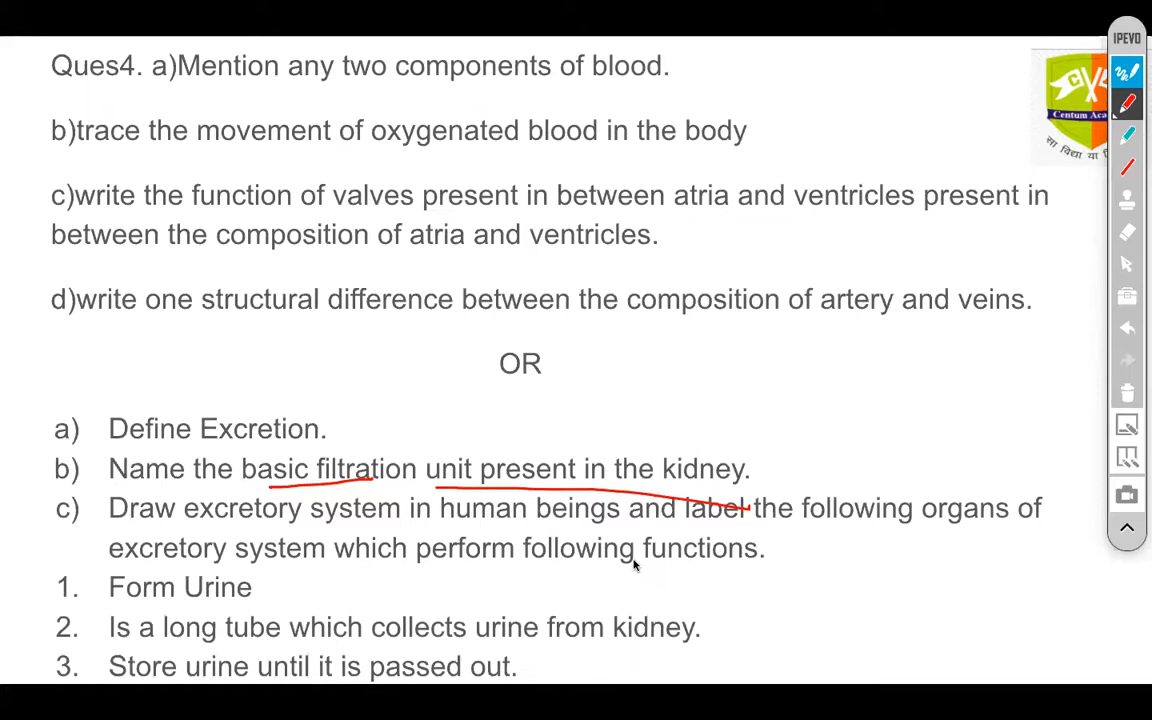 IPEVO
Ques4. a)Mention any two components of blood.
Centum Aca
सा विद्या या
b)trace the movement of oxygenated blood in the body
c)write the function of valves present in between atria and ventricles present in
between the composition of atria and ventricles.
d)write one structural difference between the composition of artery and veins.
OR
a) Define Excretion.
b) Name the basic filtration unit present in the kidney.
c) Draw excretory system in human beings and label the following organs of
excretory system which perform following functions.
1. Form Urine
2. Is a long tube which collects urine from kidney.
3. Store urine until it is passed out.